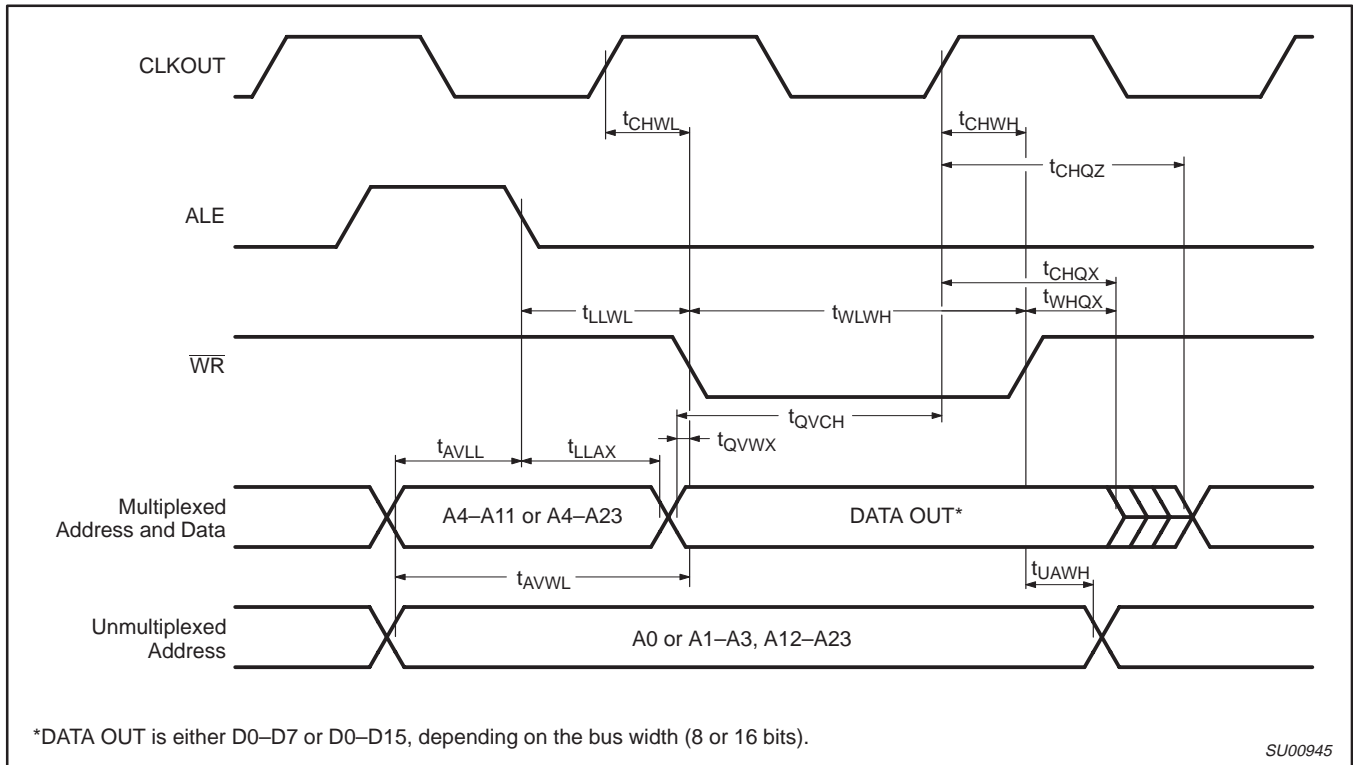 CLKOUT
tCHWL
tCHWH
tCHQZ
ALE
tCHQX
tLLWL
tWLWH
tWHQX
WR
tQVCH
tAVLL
tLLAX
tQVWX
Multiplexed
Address and Data
A4–A11 or A4–A23
DATA OUT*
tAVWL
tUAWH
Unmultiplexed
Address
A0 or A1–A3, A12–A23
*DATA OUT is either D0–D7 or D0–D15, depending on the bus width (8 or 16 bits).
SU00945